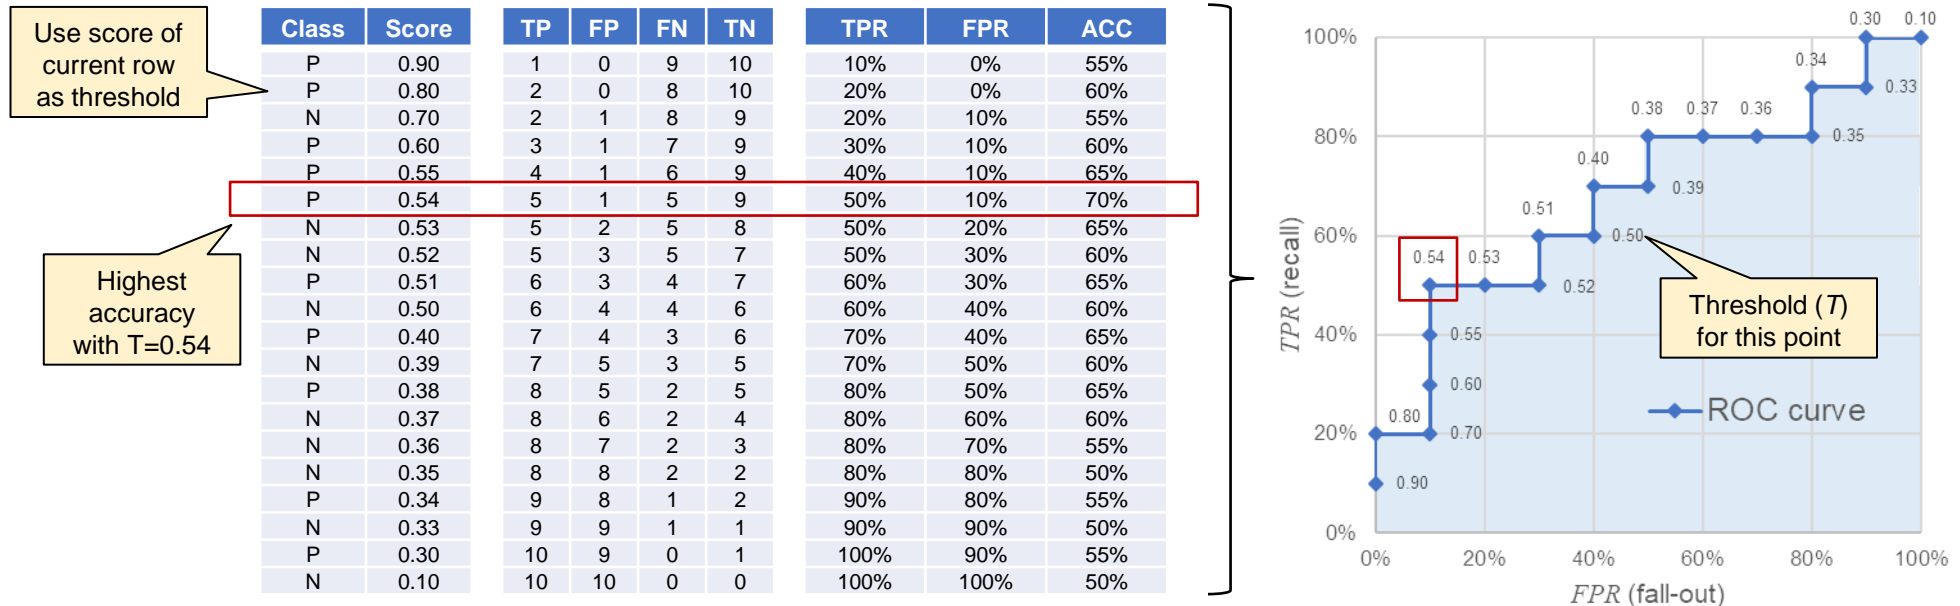 Use score of
current row
as threshold
Highest
accuracy
with T=0.54
Class Score TP FP FN TN TPR FPR ACC
P 0.90 1 0 9 10 10% 0% 55%
P 0.80 2 0 8 10 20% 0% 60%
N 0.70 2 1 8 9 20% 10% 55%
P 0.60 3 1 7 9 30% 10% 60%
P 0.55 4 1 6 9 40% 10% 65%
P 0.54 5 1 5 9 50% 10% 70%
N 0.53 5 2 5 8 50% 20% 65%
N 0.52 5 3 5 7 50% 30% 60%
P 0.51 6 3 4 7 60% 30% 65%
N 0.50 6 4 4 6 60% 40% 60%
P 0.40 7 4 3 6 70% 40% 65%
N 0.39 7 5 3 5 70% 50% 60%
P 0.38 8 5 2 5 80% 50% 65%
N 0.37 8 6 2 4 80% 60% 60%
N 0.36 8 7 2 3 80% 70% 55%
N 0.35 8 8 2 2 80% 80% 50%
P 0.34 9 8 1 2 90% 80% 55%
N 0.33 9 9 1 1 90% 90% 50%
P 0.30 10 9 0 1 100% 90% 55%
N 0.10 10 10 0 0 100% 100% 50%
0.30 0.10
100%
0.34
0.33
0.38 0.37 0.36
80%
0.35
0.40
0.39
0.51
60%
0.50
0.54 0.53
0.52
Threshold (T)
for this point
40%
0.55
0.60
ROC curve
0.80
20%
0.70
0.90
0%
0% 20% 40% 60% 80% 100%
TPR (recall)
FPR (fall-out)